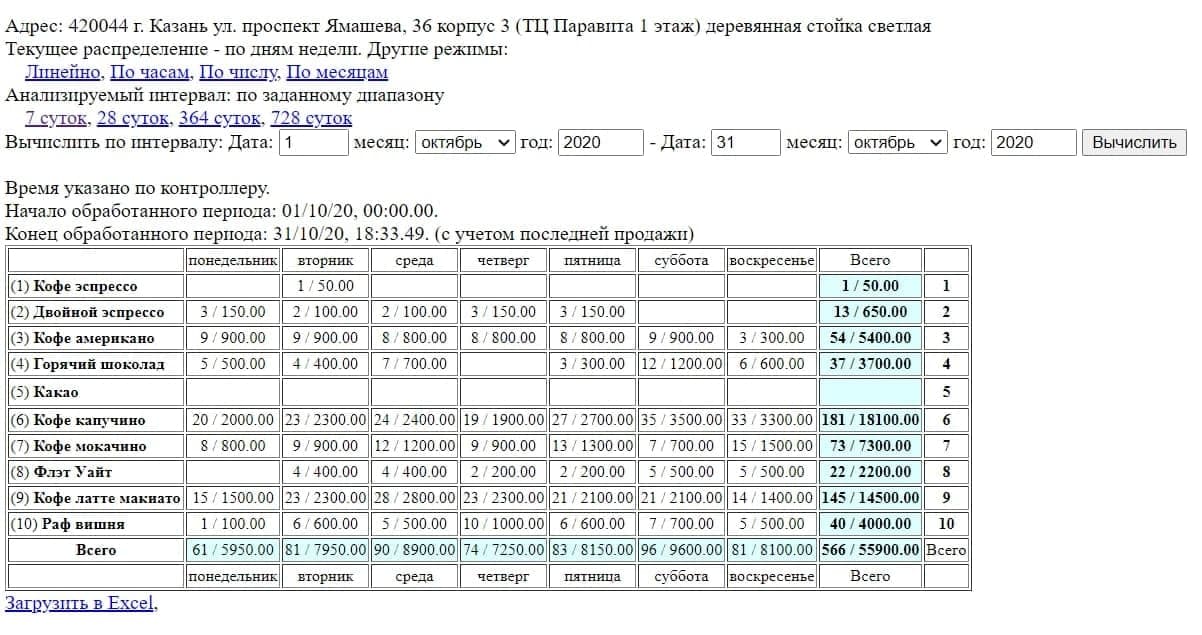 Адрес: 420044 г. Казань ул. проспект Ямашева, 36 корпус 3 (ТЦ Паравита 1 этаж) деревянная стойка светлая
Текущее распределение - по дням недели. Другие режимы:
Линейно, По часам, По числу, По месяцам
Анализируемый интервал: по заданному диапазону
7 суток, 28 суток, 364 суток, 728 суток
Вычислить по интервалу: Дата: 1 месяц: октябрь год: 2020 - Дата: 31 месяц: октябрь год: 2020 Вычислить
Время указано по контроллеру.
Начало обработанного периода: 01/10/20, 00:00.00.
Конец обработанного периода: 31/10/20, 18:33.49. (с учетом последней продажи)
понедельник вторник среда четверг пятница суббота воскресенье Всего
(1) Кофе эспрессо 1 / 50.00 1 / 50.00 1
(2) Двойной эспрессо 3 / 150.00 2 / 100.00 2 / 100.00 3 / 150.00 3 / 150.00 13 / 650.00 2
(3) Кофе американо 9 / 900.00 9 / 900.00 8 / 800.00 8 / 800.00 8 / 800.00 9 / 900.00 3 / 300.00 54 / 5400.00 3
(4) Горячий шоколад 5 / 500.00 4 / 400.00 7 / 700.00 3 / 300.00 12 / 1200.00 6 / 600.00 37 / 3700.00 4
(5) Какао 5
(6) Кофе капучино 20 / 2000.00 23 / 2300.00 24 / 2400.00 19 / 1900.00 27 / 2700.00 35 / 3500.00 33 / 3300.00 181 / 18100.00 6
(7) Кофе мокачино 8 / 800.00 9 / 900.00 12 / 1200.00 9 / 900.00 13 / 1300.00 7 / 700.00 15 / 1500.00 73 / 7300.00 7
(8) Флэт Уайт 4 / 400.00 4 / 400.00 2 / 200.00 2 / 200.00 5 / 500.00 5 / 500.00 22 / 2200.00 8
(9) Кофе латте макиато 15 / 1500.00 23 / 2300.00 28 / 2800.00 23 / 2300.00 21 / 2100.00 21 / 2100.00 14 / 1400.00 145 / 14500.00 9
(10) Раф вишня 1 / 100.00 6 / 600.00 5 / 500.00 10 / 1000.00 6 / 600.00 7 / 700.00 5 / 500.00 40 / 4000.00 10
Всего 61 / 5950.00 81 / 7950.00 90 / 8900.00 74 / 7250.00 83 / 8150.00 96 / 9600.00 81 / 8100.00 566 / 55900.00 Всего
понедельник вторник среда четверг пятница суббота воскресенье Всего
Загрузить в Excel,